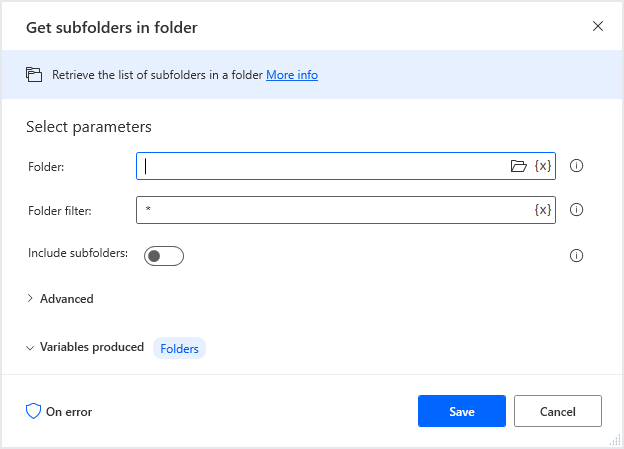 Get subfolders in folder
Retrieve the list of subfolders in a folder More info
Select parameters
Folder: {x}
Folder filter: * {x}
Include subfolders:
Advanced
Variables produced Folders
On error Save Cancel